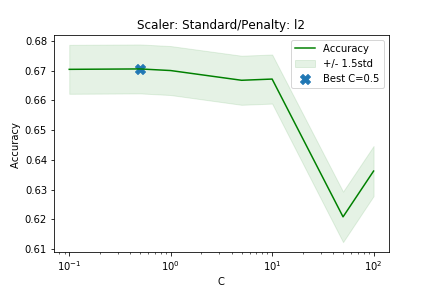 Scaler: Standard/Penalty: l2
Accuracy
0.68
0.67
0.66
0.65
0.64
0.63
0.62
0.61
Accuracy
+/- 1.5std
Best C=0.5
10⁻¹
10⁰
10¹
10²
C